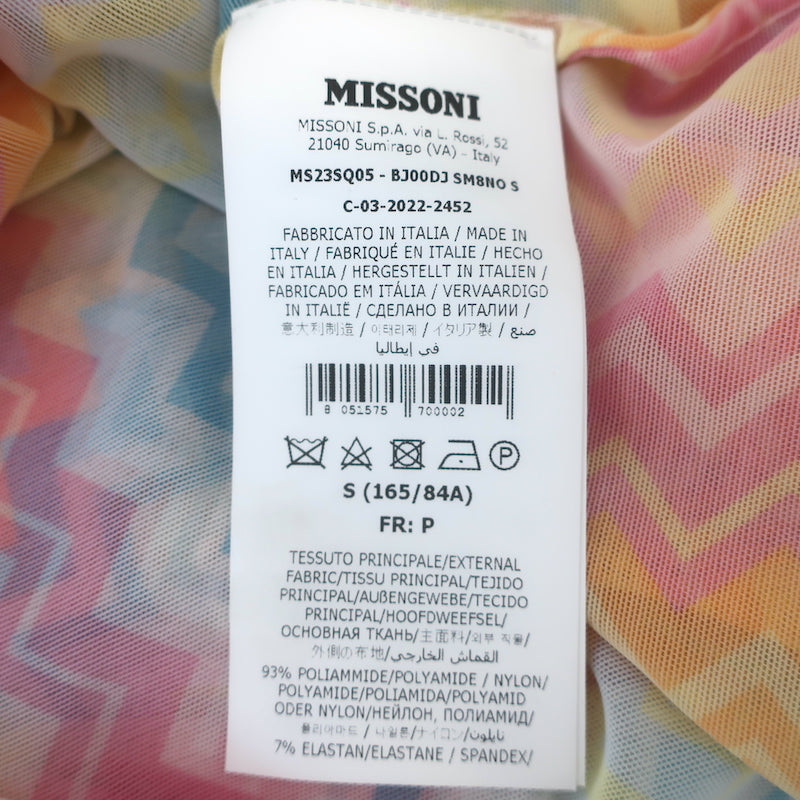 MISSONI
MISSONI S.p.A. via L. Rossi, 52
21040 Sumirago (VA) - Italy
MS23SQ05 - BJ00DJ SM8NO S
C-03-2022-2452
FABBRICATO IN ITALIA / MADE IN
ITALY / FABRIQUÉ EN ITALIE / HECHO
EN ITALIA / HERGESTELLT IN ITALIEN /
FABRICADO EM ITÁLIA / VERVAARDIGD
IN ITALIË / СДЕЛАНО В ИТАЛИИ /
意大利制造 / 이태리제 / イタリア製 / صنع
في إيطاليا
8 051575 700002
P
S (165/84A)
FR: P
TESSUTO PRINCIPALE/EXTERNAL
FABRIC/TISSU PRINCIPAL/TEJIDO
PRINCIPAL/AUßENGEWEBE/TECIDO
PRINCIPAL/HOOFDWEEFSEL/
ОСНОВНАЯ ТКАНЬ/主面料/외부 직물/
外側の布地/القماش الخارجي/
93% POLIAMMIDE/POLYAMIDE / NYLON/
POLYAMIDE/POLIAMIDA/POLYAMID
ODER NYLON/НЕЙЛОН, ПОЛИАМИД/
/ 나일론/ナイロン/نايلون/
7% ELASTAN/ELASTANE / SPANDEX/